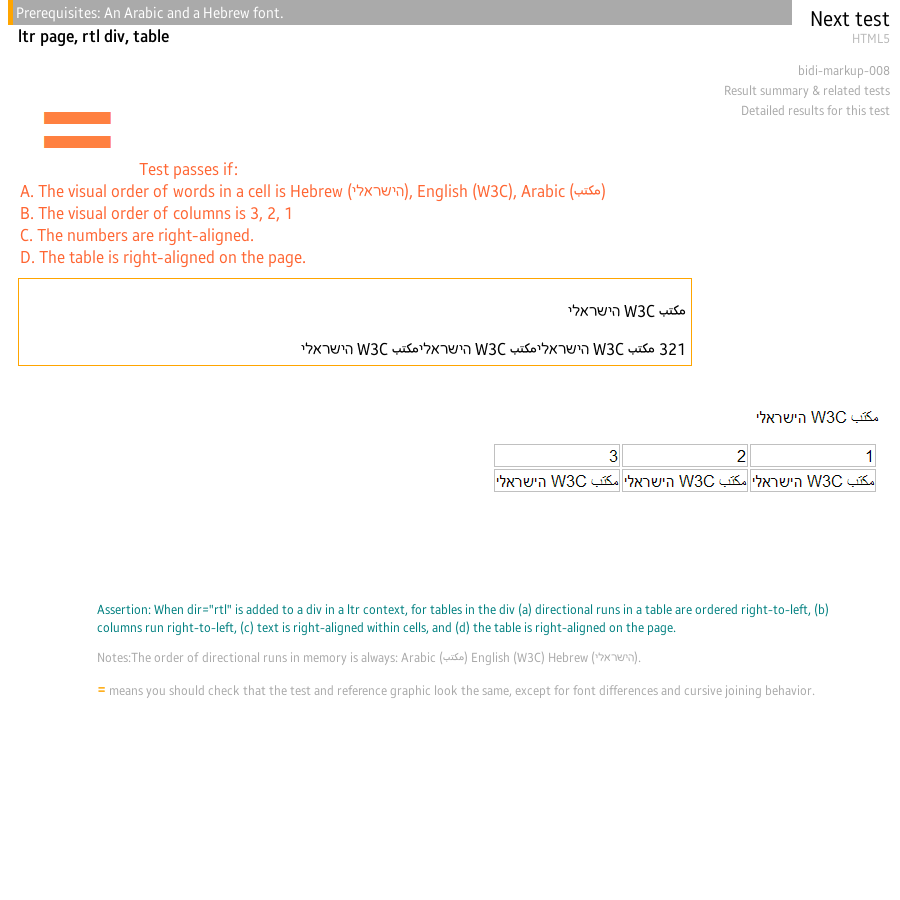 Prerequisites: An Arabic and a Hebrew font.
Next test
ltr page, rtl div, table
HTML5
bidi-markup-008
Result summary & related tests
Detailed results for this test
=
Test passes if:
A. The visual order of words in a cell is Hebrew (הישראלי), English (W3C), Arabic (مكتب)
B. The visual order of columns is 3, 2, 1
C. The numbers are right-aligned.
D. The table is right-aligned on the page.
مكتب W3C הישראלי
321 مكتب W3C הישראליمكتب W3C הישראליمكتب W3C הישראלי
مكتب W3C הישראלי
1 2 3
مكتب W3C הישראלי مكتب W3C הישראלי مكتب W3C הישראלי
Assertion: When dir="rtl" is added to a div in a ltr context, for tables in the div (a) directional runs in a table are ordered right-to-left, (b)
columns run right-to-left, (c) text is right-aligned within cells, and (d) the table is right-aligned on the page.
Notes:The order of directional runs in memory is always: Arabic (مكتب) English (W3C) Hebrew (הישראלי).
= means you should check that the test and reference graphic look the same, except for font differences and cursive joining behavior.